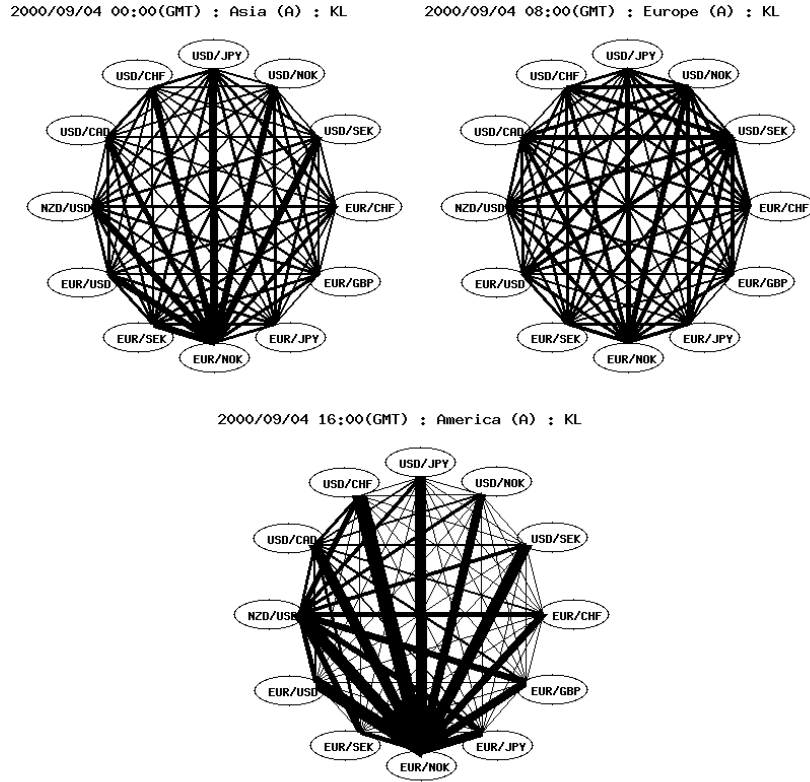 2000/09/04 00:00(GMT) : Asia (A) : KL
USD/JPY
USD/CHF
USD/NOK
USD/CAD
USD/SEK
NZD/USD
EUR/CHF
EUR/USD
EUR/GBP
EUR/SEK
EUR/JPY
EUR/NOK
2000/09/04 08:00(GMT) : Europe (A) : KL
USD/JPY
USD/CHF
USD/NOK
USD/CAD
USD/SEK
NZD/USD
EUR/CHF
EUR/USD
EUR/GBP
EUR/SEK
EUR/JPY
EUR/NOK
2000/09/04 16:00(GMT) : America (A) : KL
USD/JPY
USD/CHF
USD/NOK
USD/CAD
USD/SEK
NZD/USD
EUR/CHF
EUR/USD
EUR/GBP
EUR/SEK
EUR/JPY
EUR/NOK